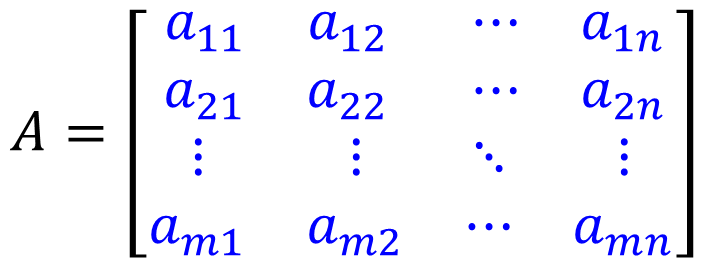 a₁₁ a₁₂ ⋯ a₁ₙ
a₂₁ a₂₂ ⋯ a₂ₙ
A =
⋮ ⋮ ⋱ ⋮
aₘ₁ aₘ₂ ⋯ aₘₙ